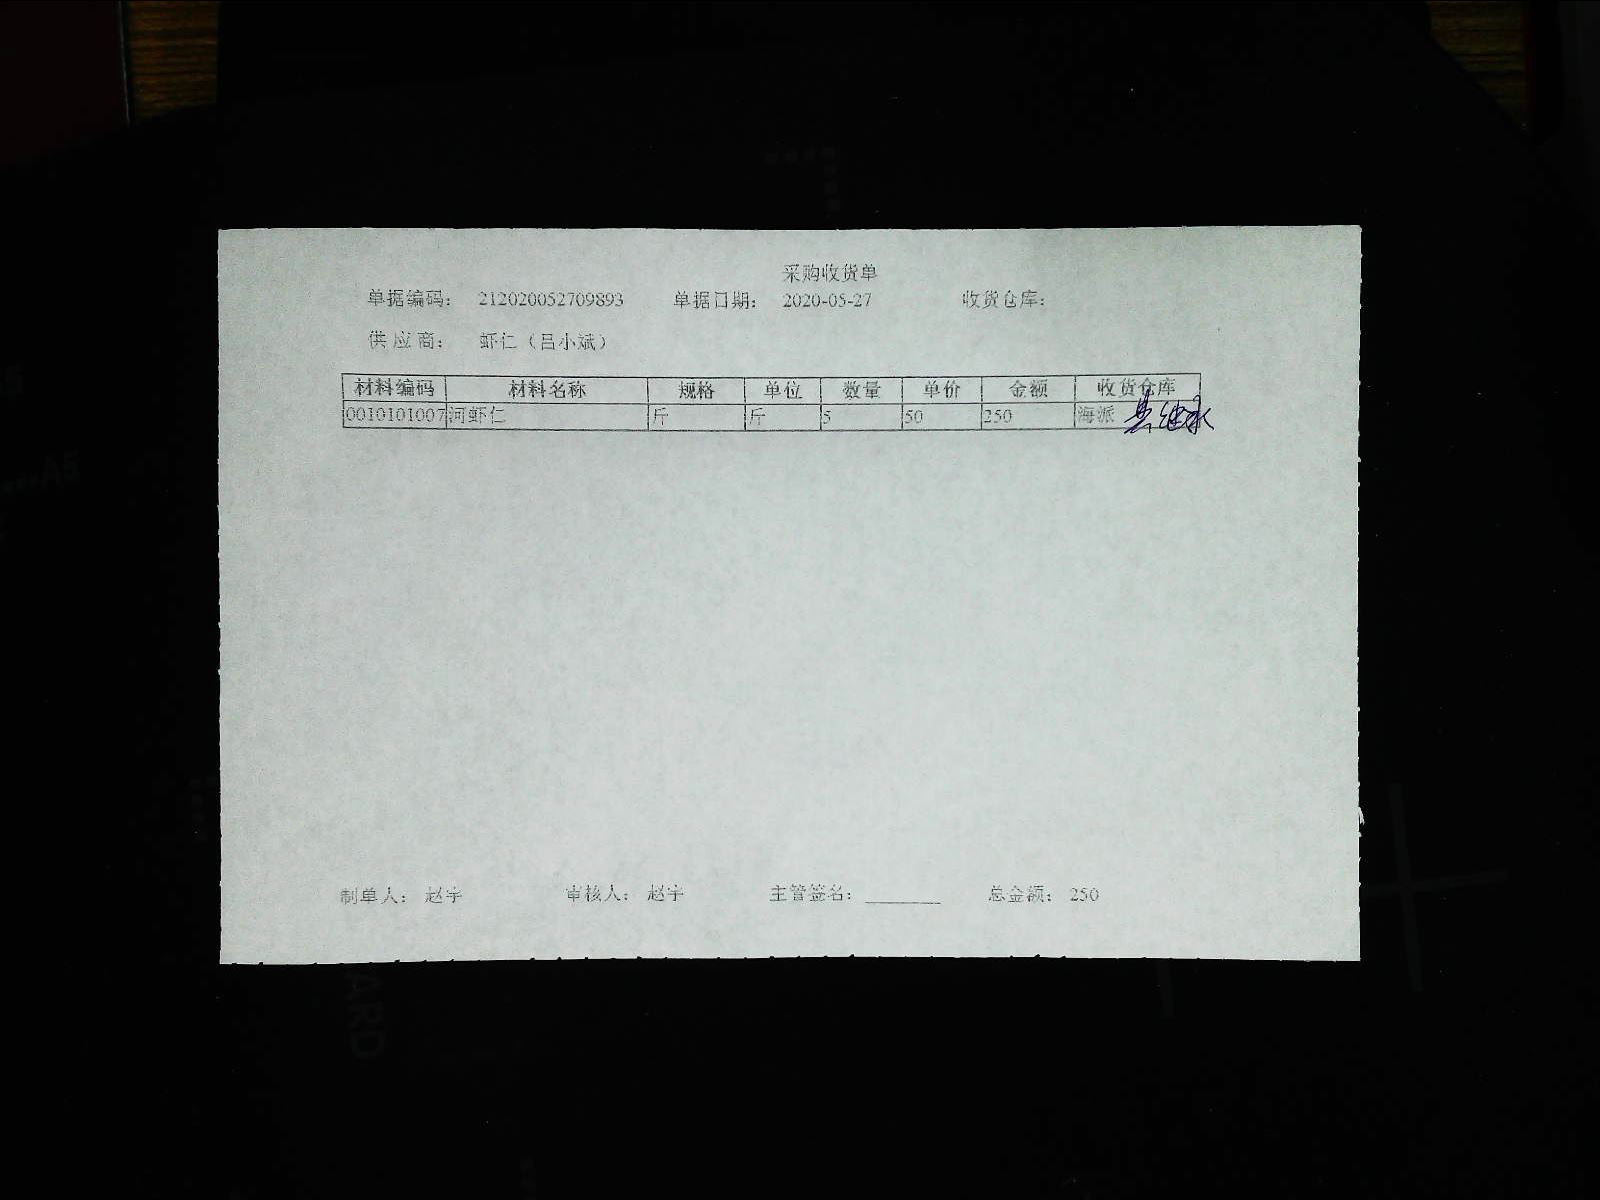 采购收货单
单据编码: 212020052709893 单据日期: 2020-05-27 收货仓库:
供应商: 虾仁（吕小斌）
材料编码 材料名称 规格 单位 数量 单价 金额 收货仓库
0010101007 河虾仁 斤 斤 5 50 250 海派
制单人: 赵宇 审核人: 赵宇 主管签名: ________ 总金额: 250
A5
ARD